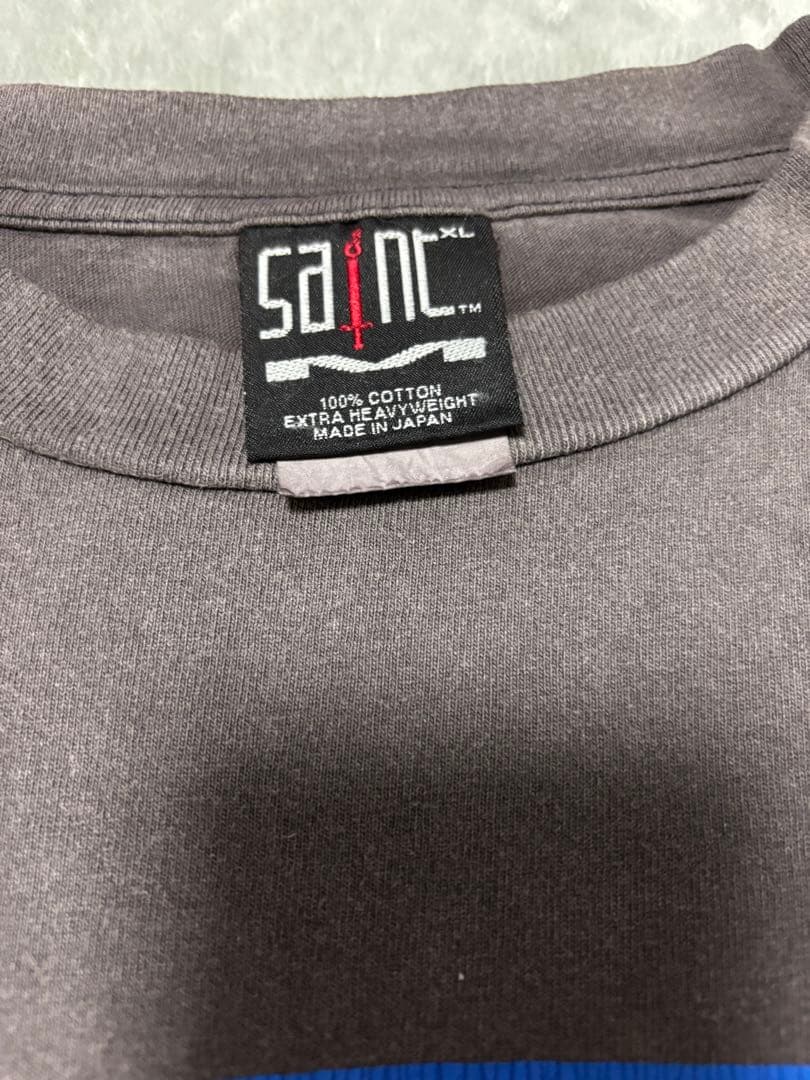 saint XL
™
100% COTTON
EXTRA HEAVYWEIGHT
MADE IN JAPAN